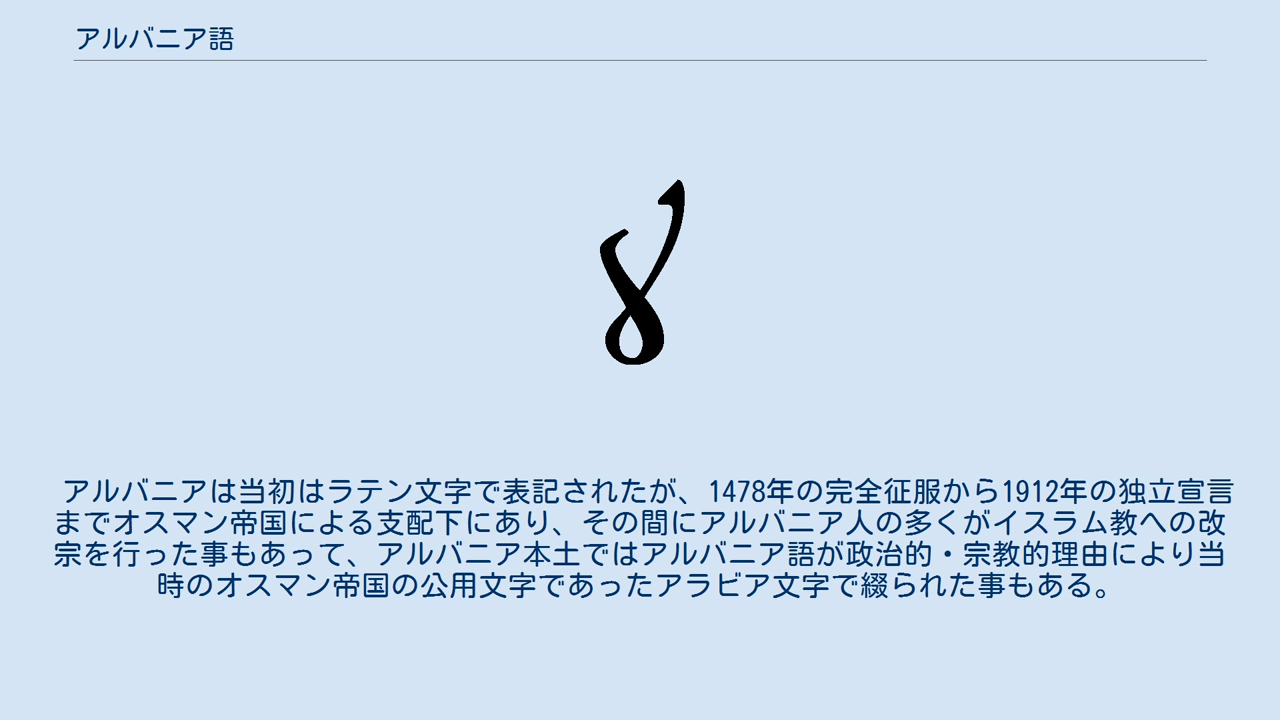 アルバニア語
ȣ
アルバニアは当初はラテン文字で表記されたが、1478年の完全征服から1912年の独立宣言
までオスマン帝国による支配下にあり、その間にアルバニア人の多くがイスラム教への改
宗を行った事もあって、アルバニア本土ではアルバニア語が政治的・宗教的理由により当
時のオスマン帝国の公用文字であったアラビア文字で綴られた事もある。